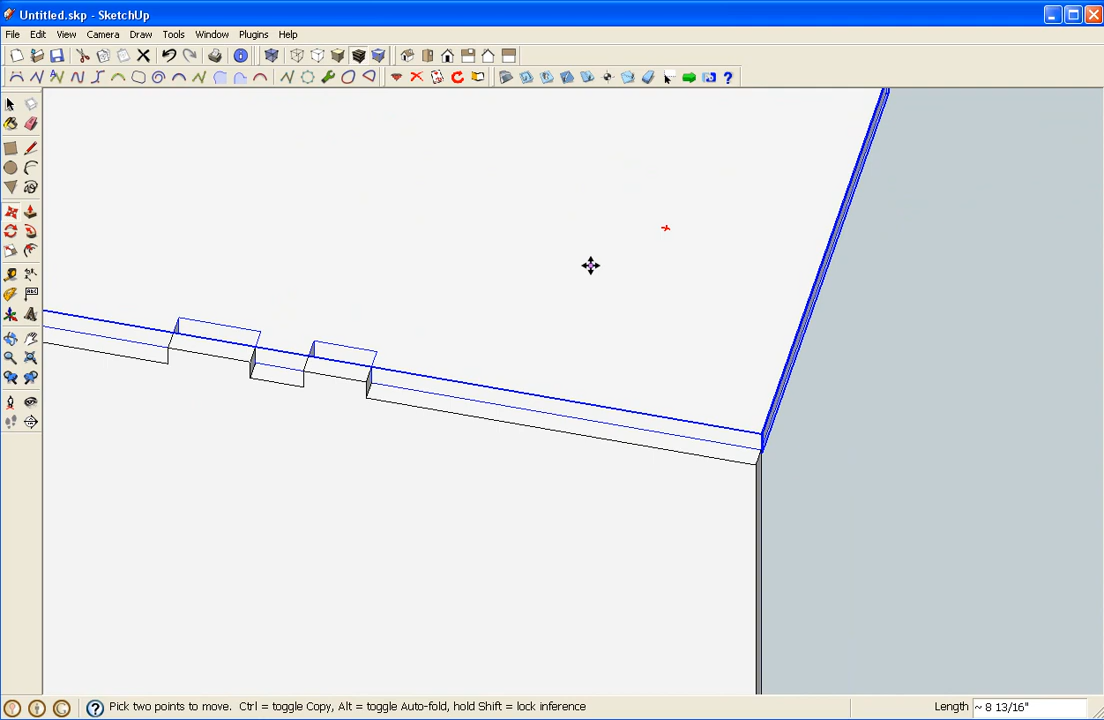 Untitled.skp - SketchUp
File Edit View Camera Draw Tools Window Plugins Help
Pick two points to move.  Ctrl = toggle Copy, Alt = toggle Auto-fold, hold Shift = lock inference
Length ~ 8 13/16"